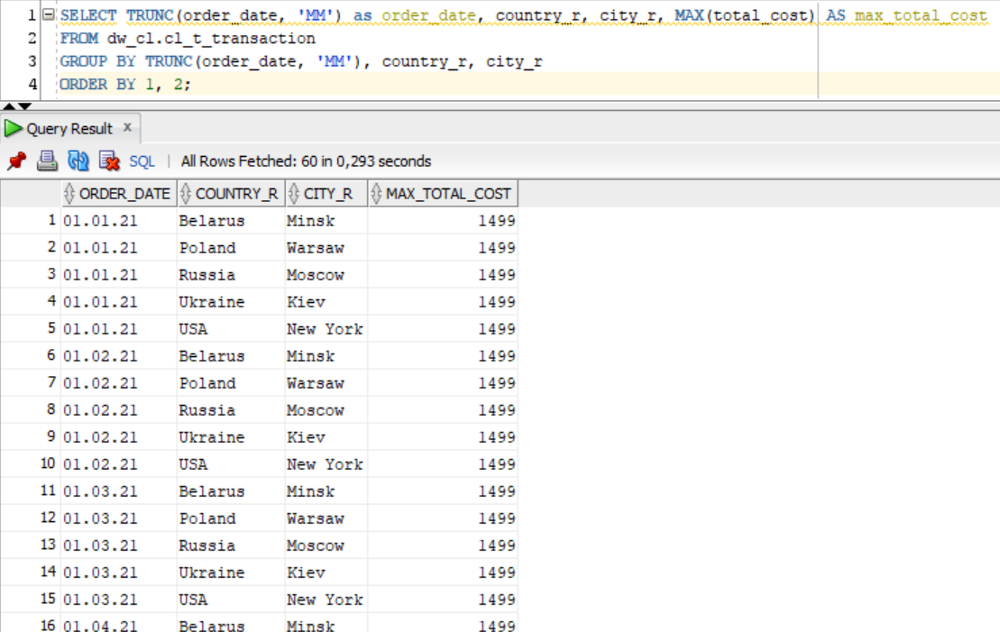 1 SELECT TRUNC(order_date, 'MM') as order_date, country_r, city_r, MAX(total_cost) AS max_total_cost
2 FROM dw_cl.cl_t_transaction
3 GROUP BY TRUNC(order_date, 'MM'), country_r, city_r
4 ORDER BY 1, 2;
Query Result x
SQL | All Rows Fetched: 60 in 0,293 seconds
ORDER_DATE COUNTRY_R CITY_R MAX_TOTAL_COST
1 01.01.21 Belarus Minsk 1499
2 01.01.21 Poland Warsaw 1499
3 01.01.21 Russia Moscow 1499
4 01.01.21 Ukraine Kiev 1499
5 01.01.21 USA New York 1499
6 01.02.21 Belarus Minsk 1499
7 01.02.21 Poland Warsaw 1499
8 01.02.21 Russia Moscow 1499
9 01.02.21 Ukraine Kiev 1499
10 01.02.21 USA New York 1499
11 01.03.21 Belarus Minsk 1499
12 01.03.21 Poland Warsaw 1499
13 01.03.21 Russia Moscow 1499
14 01.03.21 Ukraine Kiev 1499
15 01.03.21 USA New York 1499
16 01.04.21 Belarus Minsk 1499